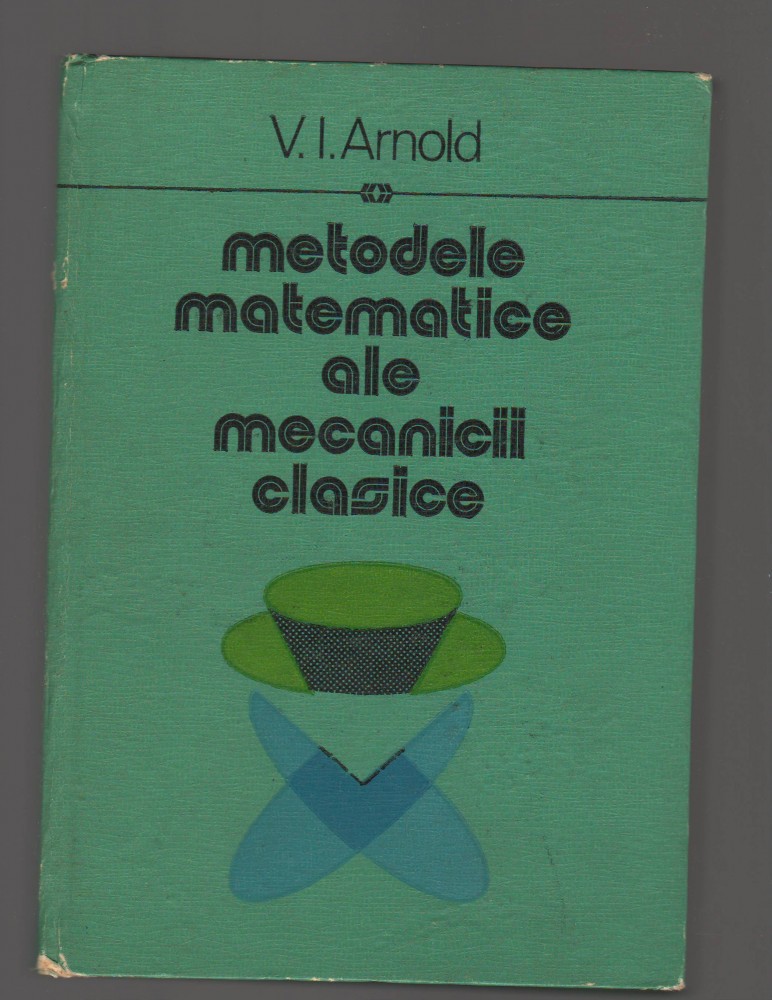 V. I. Arnold
metodele
matematice
ale
mecanicii
clasice